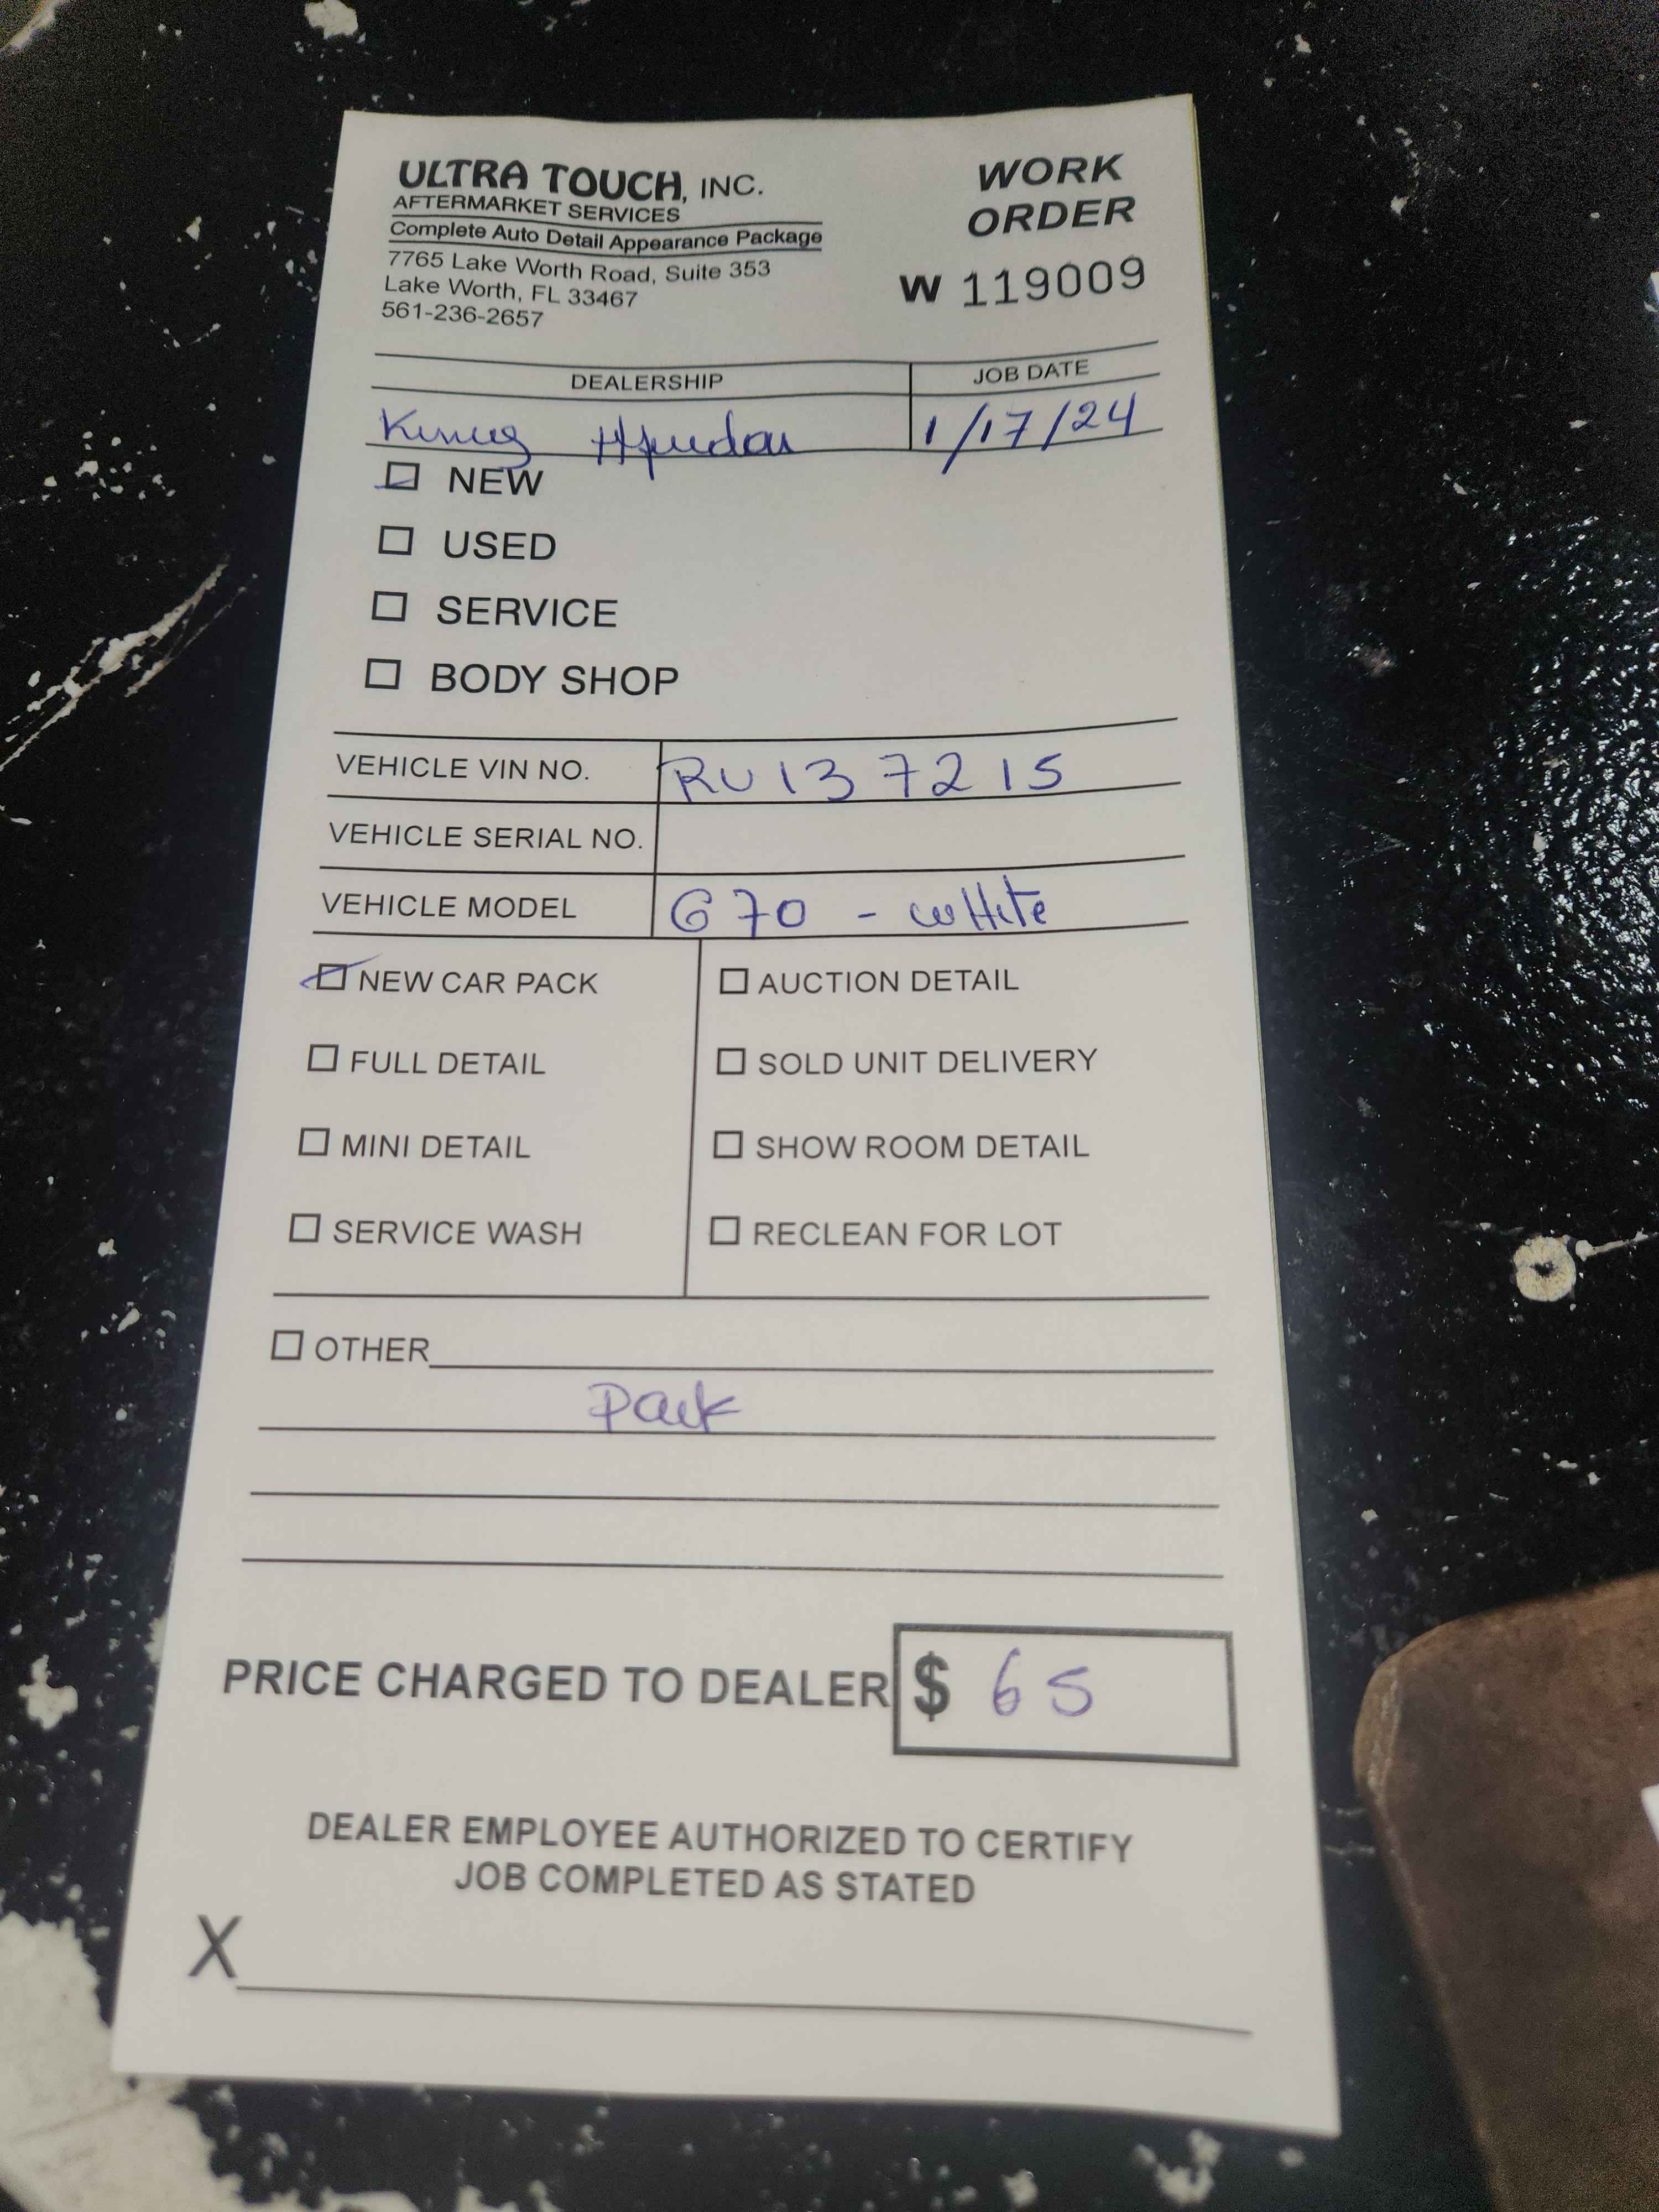 ULTRA TOUCH, INC.
AFTERMARKET SERVICES
Complete Auto Detail Appearance Package
7765 Lake Worth Road, Suite 353
Lake Worth, FL 33467
561-236-2657
WORK
ORDER
W 119009
DEALERSHIP JOB DATE
1/17/24
NEW
USED
SERVICE
BODY SHOP
VEHICLE VIN NO. RU137215
VEHICLE SERIAL NO.
VEHICLE MODEL G70 - WHite
NEW CAR PACK
FULL DETAIL
MINI DETAIL
SERVICE WASH
AUCTION DETAIL
SOLD UNIT DELIVERY
SHOW ROOM DETAIL
RECLEAN FOR LOT
OTHER
PRICE CHARGED TO DEALER $ 65
DEALER EMPLOYEE AUTHORIZED TO CERTIFY
JOB COMPLETED AS STATED
X